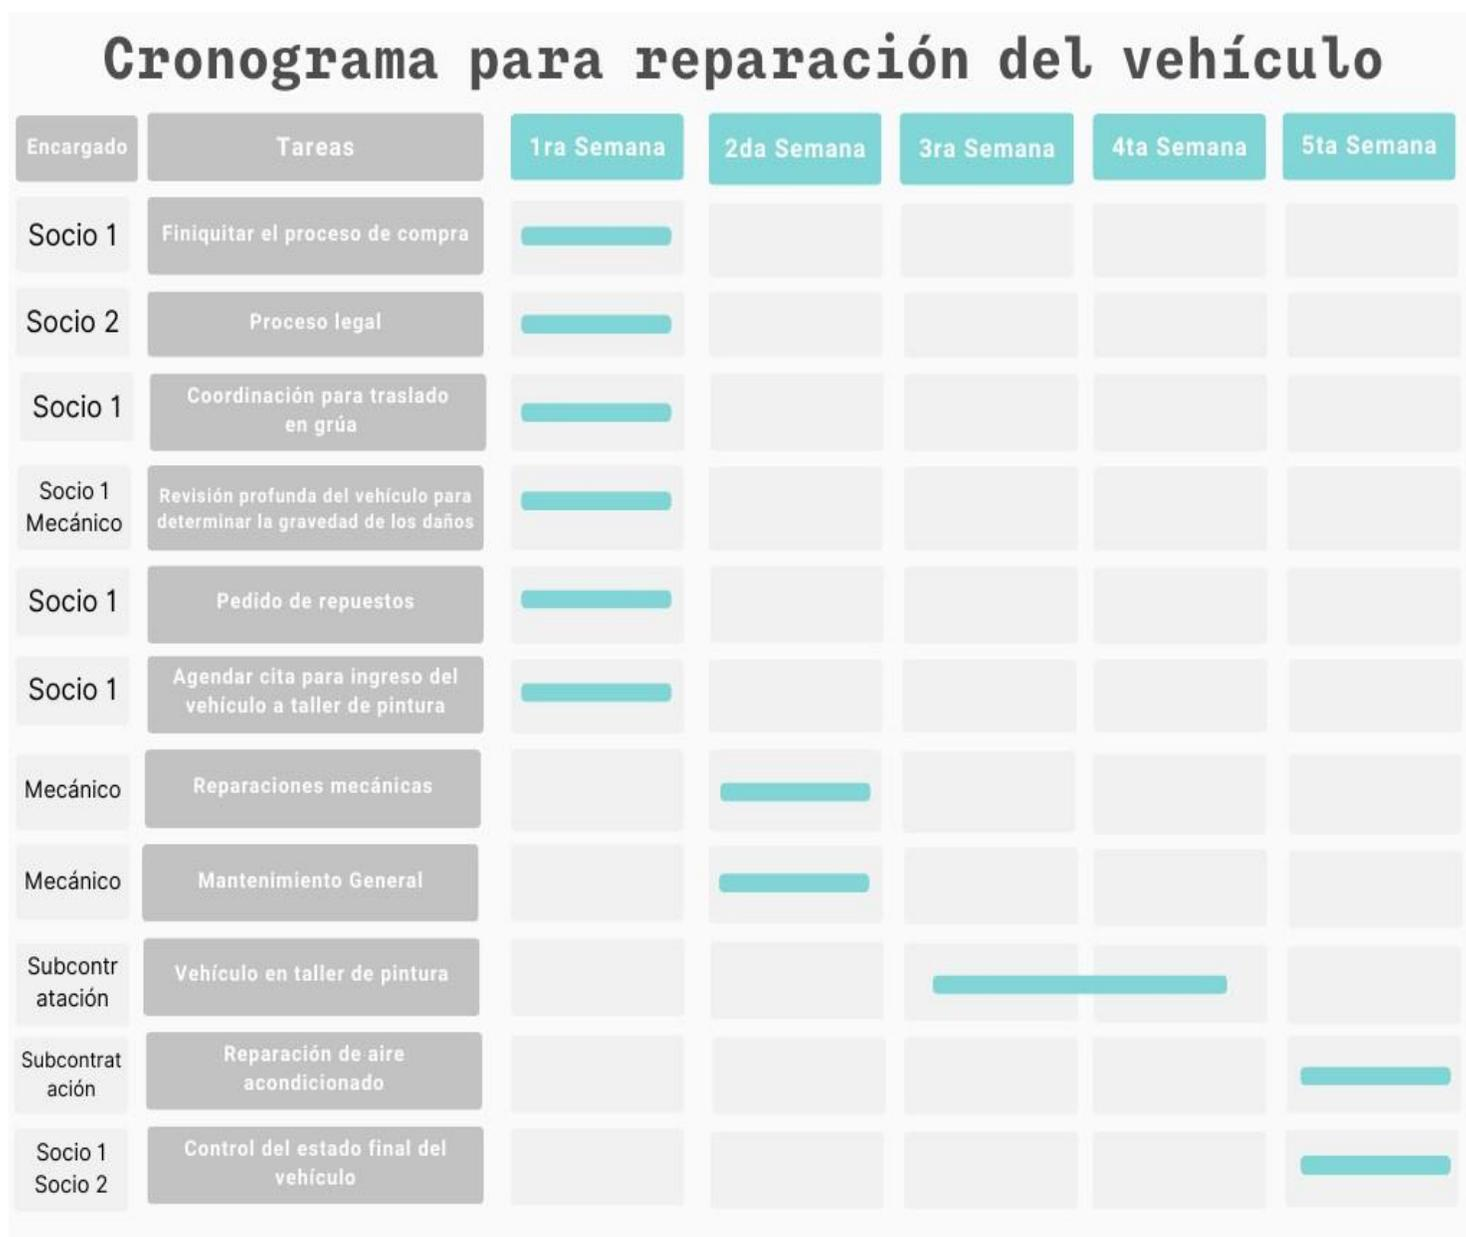 Cronograma para reparación del vehículo
Encargado
Tareas
1ra Semana
2da Semana
3ra Semana
4ta Semana
5ta Semana
Socio 1
Finiquitar el proceso de compra
Socio 2
Proceso legal
Socio 1
Coordinación para traslado
en grúa
Socio 1
Mecánico
Revisión profunda del vehículo para
determinar la gravedad de los daños
Socio 1
Pedido de repuestos
Socio 1
Agendar cita para ingreso del
vehículo a taller de pintura
Mecánico
Reparaciones mecánicas
Mecánico
Mantenimiento General
Subcontr
atación
Vehículo en taller de pintura
Subcontrat
ación
Reparación de aire
acondicionado
Socio 1
Socio 2
Control del estado final del
vehículo